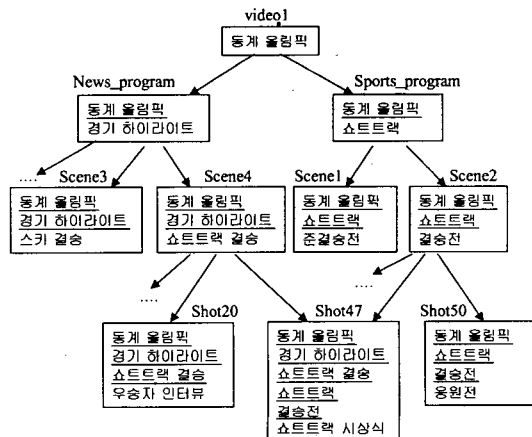 video1
동계 올림픽
News_program
Sports_program
동계 올림픽
경기 하이라이트
동계 올림픽
쇼트트랙
....
Scene3
Scene4
Scene1
Scene2
동계 올림픽
경기 하이라이트
스키 결승
동계 올림픽
경기 하이라이트
쇼트트랙 결승
동계 올림픽
쇼트트랙
준결승전
동계 올림픽
쇼트트랙
결승전
....
....
Shot20
Shot47
Shot50
동계 올림픽
경기 하이라이트
쇼트트랙 결승
우승자 인터뷰
동계 올림픽
경기 하이라이트
쇼트트랙 결승
쇼트트랙
결승전
쇼트트랙 시상식
동계 올림픽
쇼트트랙
결승전
응원전